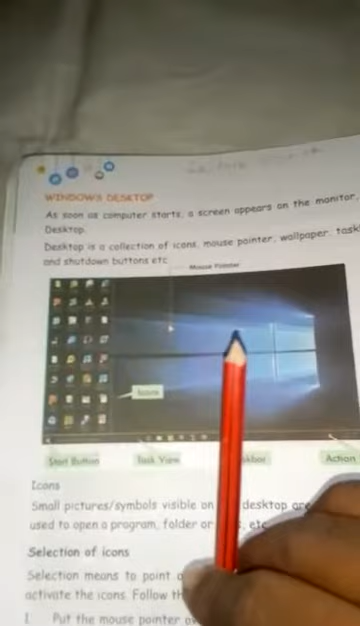 WINDOWS DESKTOP
As soon as computer starts, a screen appears on the monitor,
Desktop.
Desktop is a collection of icons, mouse pointer, wallpaper, task
and shutdown buttons etc
Mouse Pointer
Icons
Start Button Task View skbar Action
Icons
Small pictures/symbols visible on desktop are
used to open a program, folder or etc
Selection of icons
Selection means to point
activate the icons. Follow th
1. Put the mouse pointer